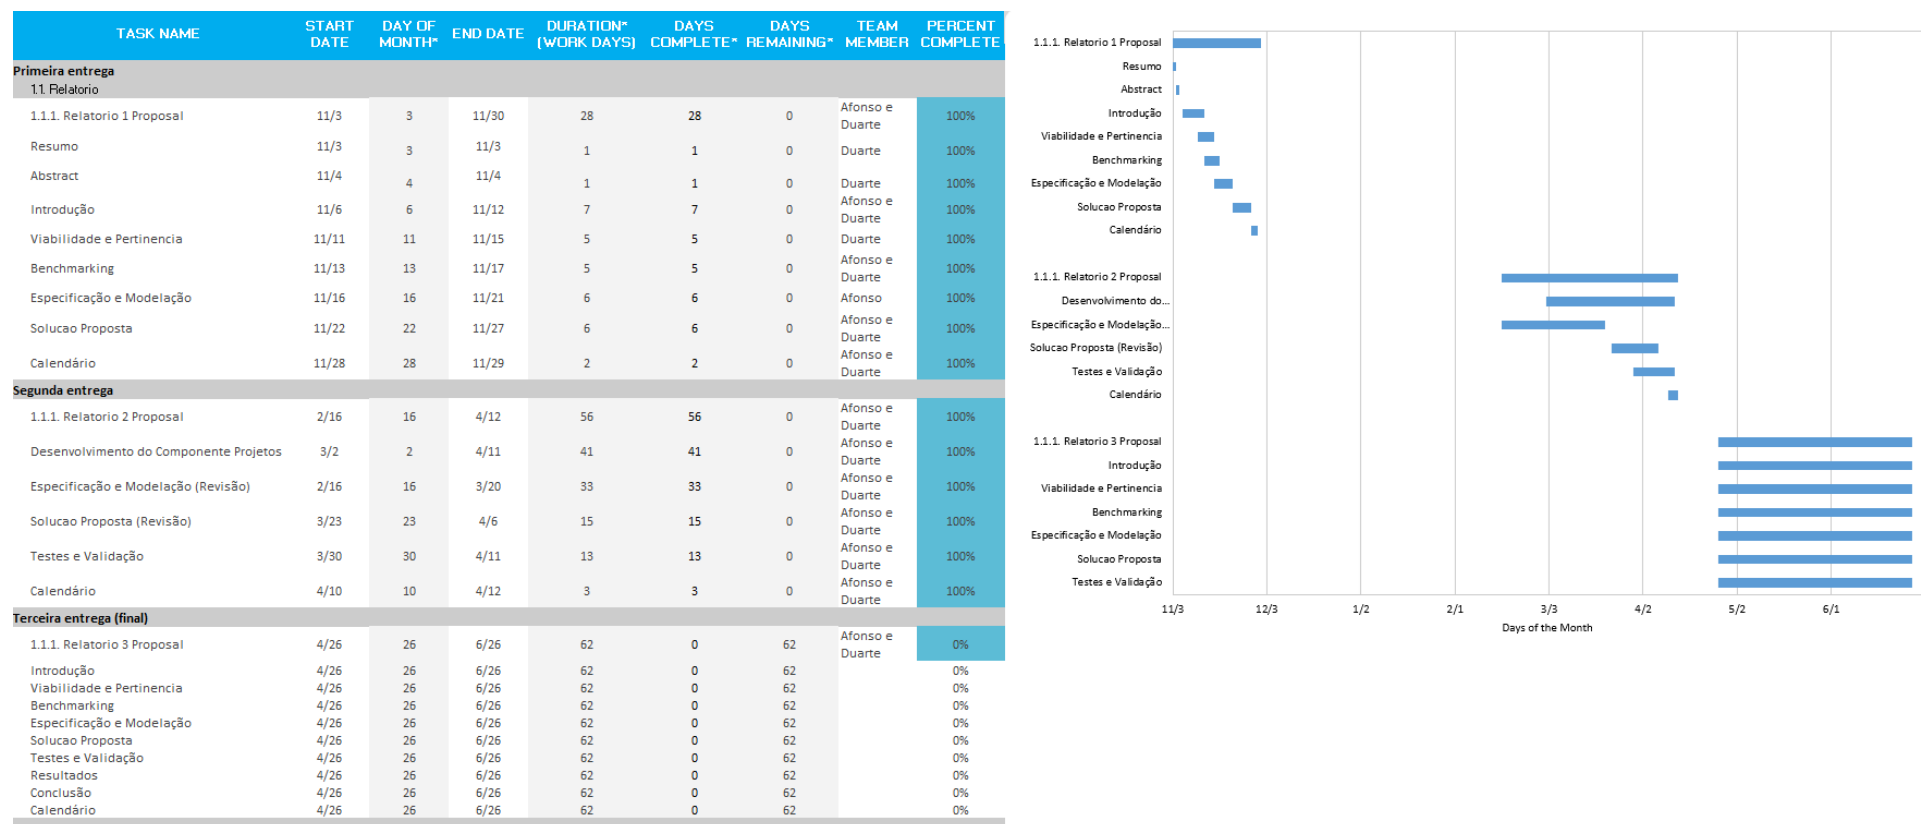 TASK NAME START DATE DAY OF MONTH* END DATE DURATION* (WORK DAYS) DAYS COMPLETE* DAYS REMAINING* TEAM MEMBER PERCENT COMPLETE
Primeira entrega
1.1. Relatorio
1.1.1. Relatorio 1 Proposal 11/3 3 11/30 28 28 0 Afonso e Duarte 100%
Resumo 11/3 3 11/3 1 1 0 Duarte 100%
Abstract 11/4 4 11/4 1 1 0 Duarte 100%
Introdução 11/6 6 11/12 7 7 0 Afonso e Duarte 100%
Viabilidade e Pertinencia 11/11 11 11/15 5 5 0 Duarte 100%
Benchmarking 11/13 13 11/17 5 5 0 Afonso e Duarte 100%
Especificação e Modelação 11/16 16 11/21 6 6 0 Afonso 100%
Solucao Proposta 11/22 22 11/27 6 6 0 Afonso e Duarte 100%
Calendário 11/28 28 11/29 2 2 0 Afonso e Duarte 100%
Segunda entrega
1.1.1. Relatorio 2 Proposal 2/16 16 4/12 56 56 0 Afonso e Duarte 100%
Desenvolvimento do Componente Projetos 3/2 2 4/11 41 41 0 Afonso e Duarte 100%
Especificação e Modelação (Revisão) 2/16 16 3/20 33 33 0 Afonso e Duarte 100%
Solucao Proposta (Revisão) 3/23 23 4/6 15 15 0 Afonso e Duarte 100%
Testes e Validação 3/30 30 4/11 13 13 0 Afonso e Duarte 100%
Calendário 4/10 10 4/12 3 3 0 Afonso e Duarte 100%
Terceira entrega (final)
1.1.1. Relatorio 3 Proposal 4/26 26 6/26 62 0 62 Afonso e Duarte 0%
Introdução 4/26 26 6/26 62 0 62 0%
Viabilidade e Pertinencia 4/26 26 6/26 62 0 62 0%
Benchmarking 4/26 26 6/26 62 0 62 0%
Especificação e Modelação 4/26 26 6/26 62 0 62 0%
Solucao Proposta 4/26 26 6/26 62 0 62 0%
Testes e Validação 4/26 26 6/26 62 0 62 0%
Resultados 4/26 26 6/26 62 0 62 0%
Conclusão 4/26 26 6/26 62 0 62 0%
Calendário 4/26 26 6/26 62 0 62 0%
1.1.1. Relatorio 1 Proposal
Resumo
Abstract
Introdução
Viabilidade e Pertinencia
Benchmarking
Especificação e Modelação
Solucao Proposta
Calendário
1.1.1. Relatorio 2 Proposal
Desenvolvimento do...
Especificação e Modelação...
Solucao Proposta (Revisão)
Testes e Validação
Calendário
1.1.1. Relatorio 3 Proposal
Introdução
Viabilidade e Pertinencia
Benchmarking
Especificação e Modelação
Solucao Proposta
Testes e Validação
11/3 12/3 1/2 2/1 3/3 4/2 5/2 6/1
Days of the Month